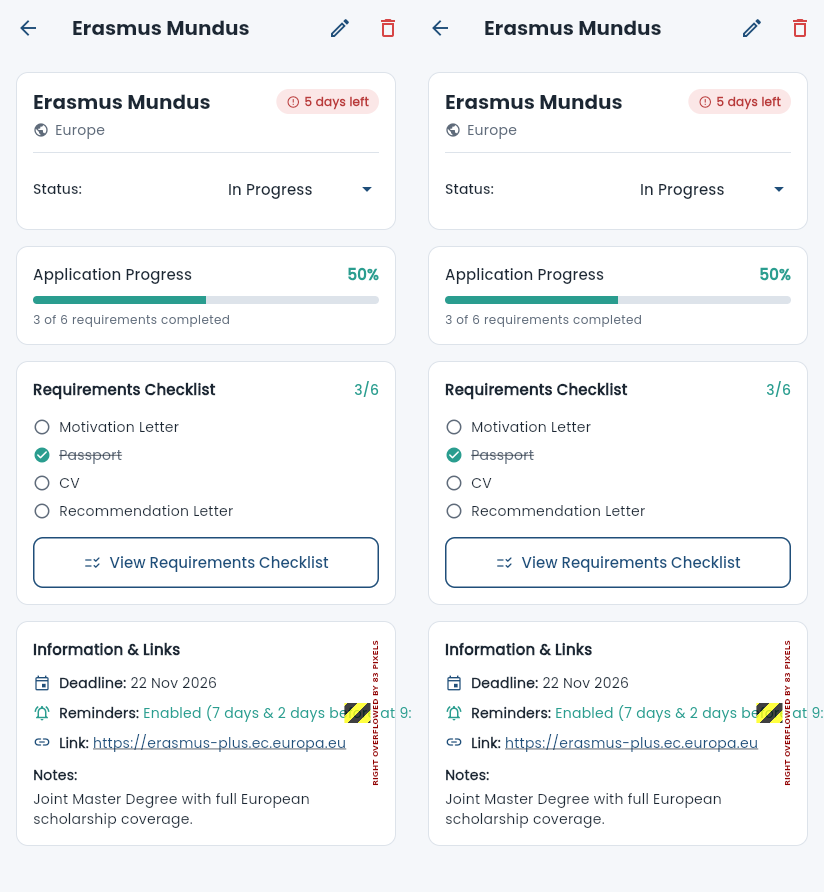 Erasmus Mundus
Erasmus Mundus
5 days left
Europe
Status:
In Progress
Application Progress
50%
3 of 6 requirements completed
Requirements Checklist
3/6
Motivation Letter
Passport
CV
Recommendation Letter
View Requirements Checklist
Information & Links
Deadline: 22 Nov 2026
Reminders: Enabled (7 days & 2 days be at 9:
RIGHT OVERFLOWED BY 83 PIXELS
Link: https://erasmus-plus.ec.europa.eu
Notes:
Joint Master Degree with full European
scholarship coverage.
Erasmus Mundus
Erasmus Mundus
5 days left
Europe
Status:
In Progress
Application Progress
50%
3 of 6 requirements completed
Requirements Checklist
3/6
Motivation Letter
Passport
CV
Recommendation Letter
View Requirements Checklist
Information & Links
Deadline: 22 Nov 2026
Reminders: Enabled (7 days & 2 days be at 9:
RIGHT OVERFLOWED BY 83 PIXELS
Link: https://erasmus-plus.ec.europa.eu
Notes:
Joint Master Degree with full European
scholarship coverage.